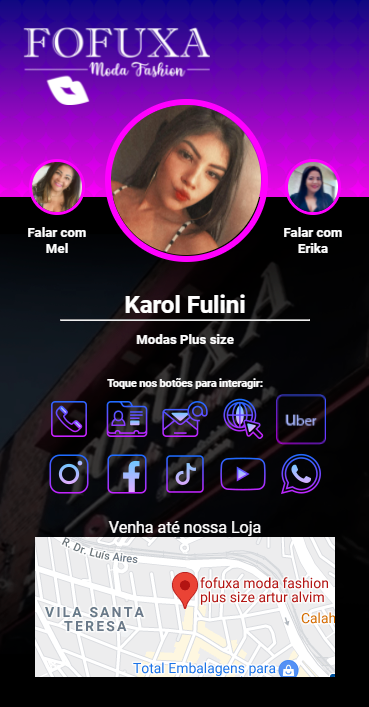 FOFUXA
Moda Fashion
Falar com
Mel
Falar com
Erika
Karol Fulini
Modas Plus size
Toque nos botões para interagir:
Uber
Venha até nossa Loja
R. Dr. Luís Aires
fofuxa moda fashion
plus size artur alvim
VILA SANTA
TERESA
Calah
Total Embalagens para